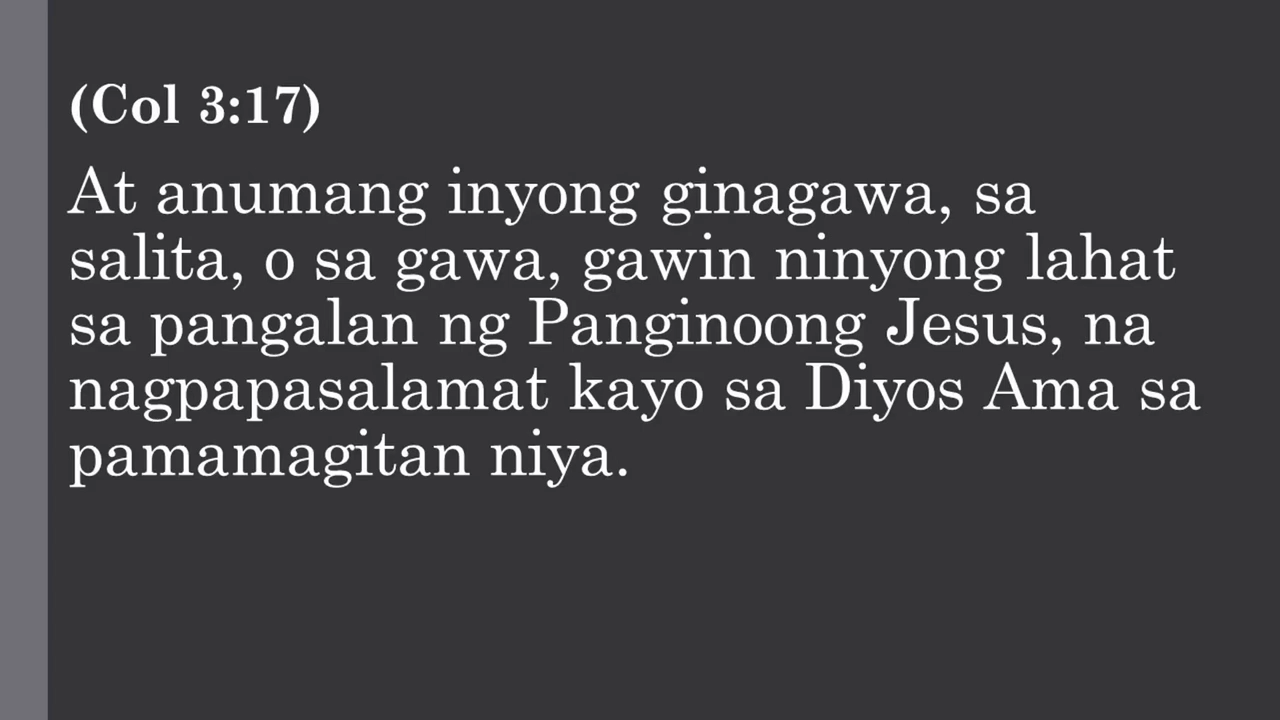 (Col 3:17)
At anumang inyong ginagawa, sa
salita, o sa gawa, gawin ninyong lahat
sa pangalan ng Panginoong Jesus, na
nagpapasalamat kayo sa Diyos Ama sa
pamamagitan niya.